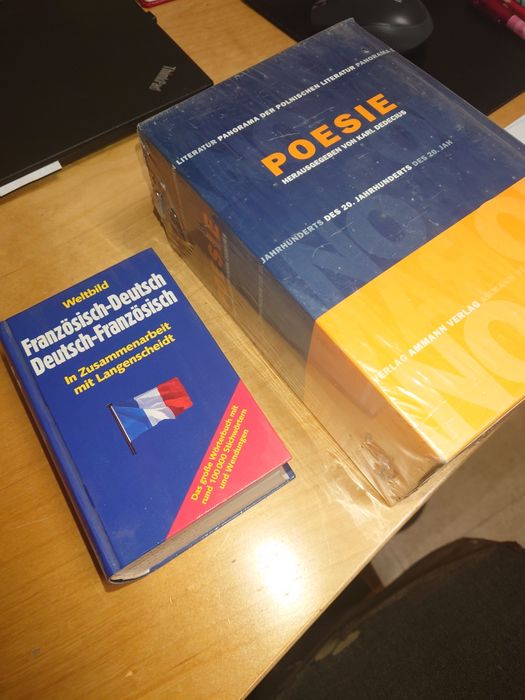 ThinkPad
LITERATUR PANORAMA DER POLNISCHEN LITERATUR PANORAMA
POESIE
HERAUSGEGEBEN VON KARL DEDECIUS
JAHRHUNDERTS DES 20. JAHRHUNDERTS DES 20. JAH
VERLAG AMMANN VERLAG
Weltbild
Französisch-Deutsch
Deutsch-Französisch
In Zusammenarbeit
mit Langenscheidt
Das große Wörterbuch mit
rund 100 000 Stichwörtern
und Wendungen